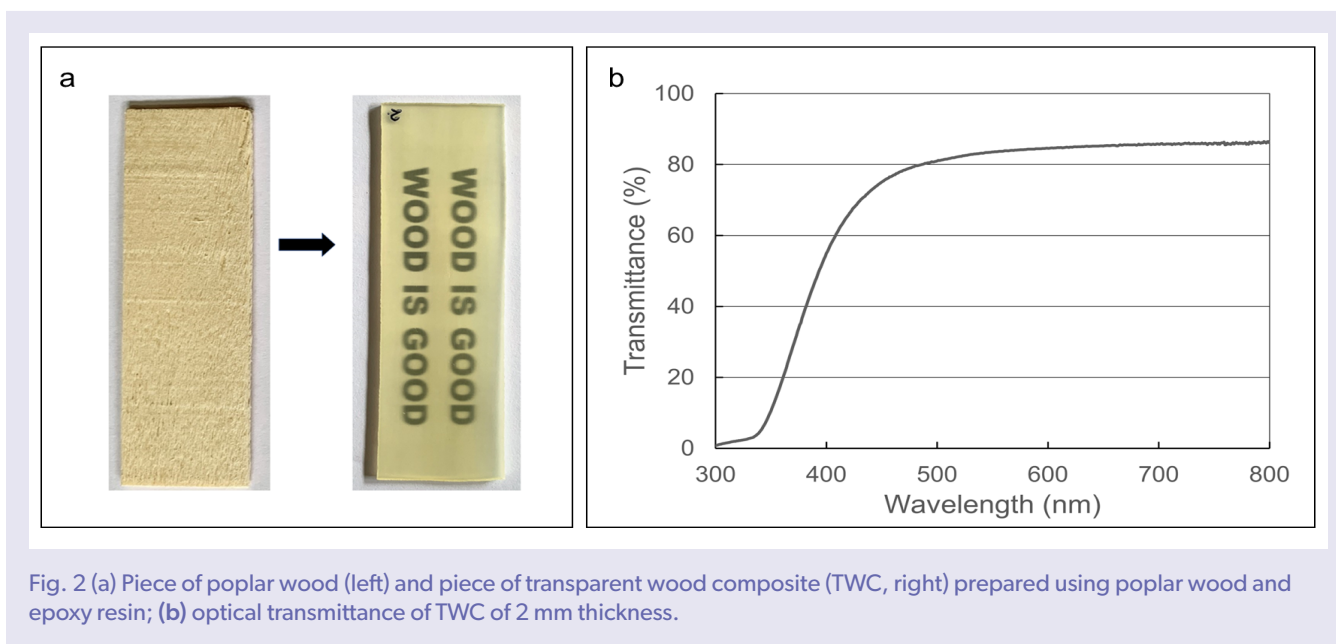 a
2
WOOD IS GOOD
WOOD IS GOOD
b
Transmittance (%)
100
80
60
40
20
0
300 400 500 600 700 800
Wavelength (nm)
Fig. 2 (a) Piece of poplar wood (left) and piece of transparent wood composite (TWC, right) prepared using poplar wood and
epoxy resin; (b) optical transmittance of TWC of 2 mm thickness.